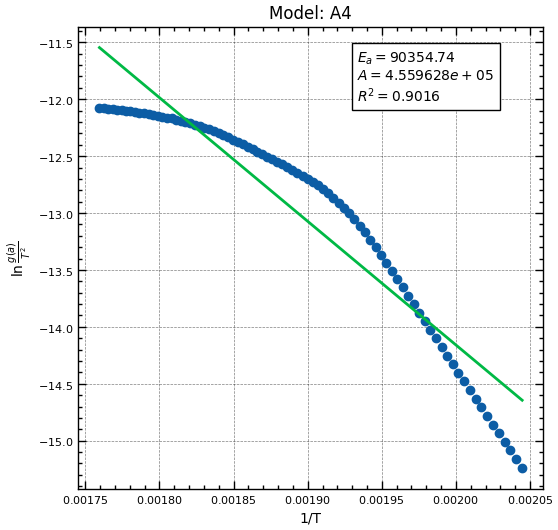 Model: A4
E_a = 90354.74
A = 4.559628e + 05
R² = 0.9016
ln g(a)/T²
−11.5
−12.0
−12.5
−13.0
−13.5
−14.0
−14.5
−15.0
0.00175 0.00180 0.00185 0.00190 0.00195 0.00200 0.00205
1/T